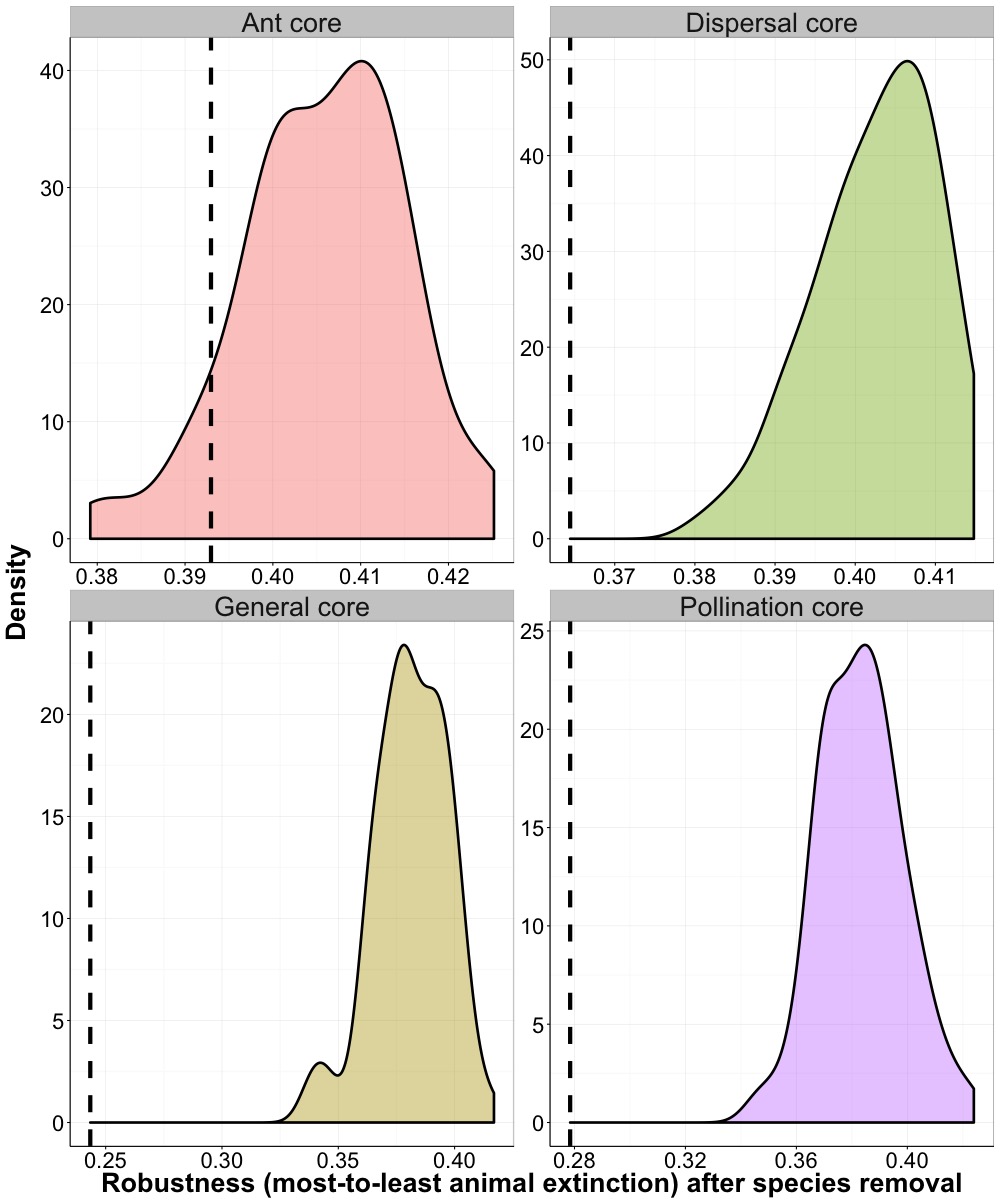 Ant core
Dispersal core
40
30
20
10
0
0.38 0.39 0.40 0.41 0.42
50
40
30
20
10
0
0.37 0.38 0.39 0.40 0.41
Density
General core
Pollination core
20
15
10
5
0
0.25 0.30 0.35 0.40
25
20
15
10
5
0
0.28 0.32 0.36 0.40
Robustness (most-to-least animal extinction) after species removal